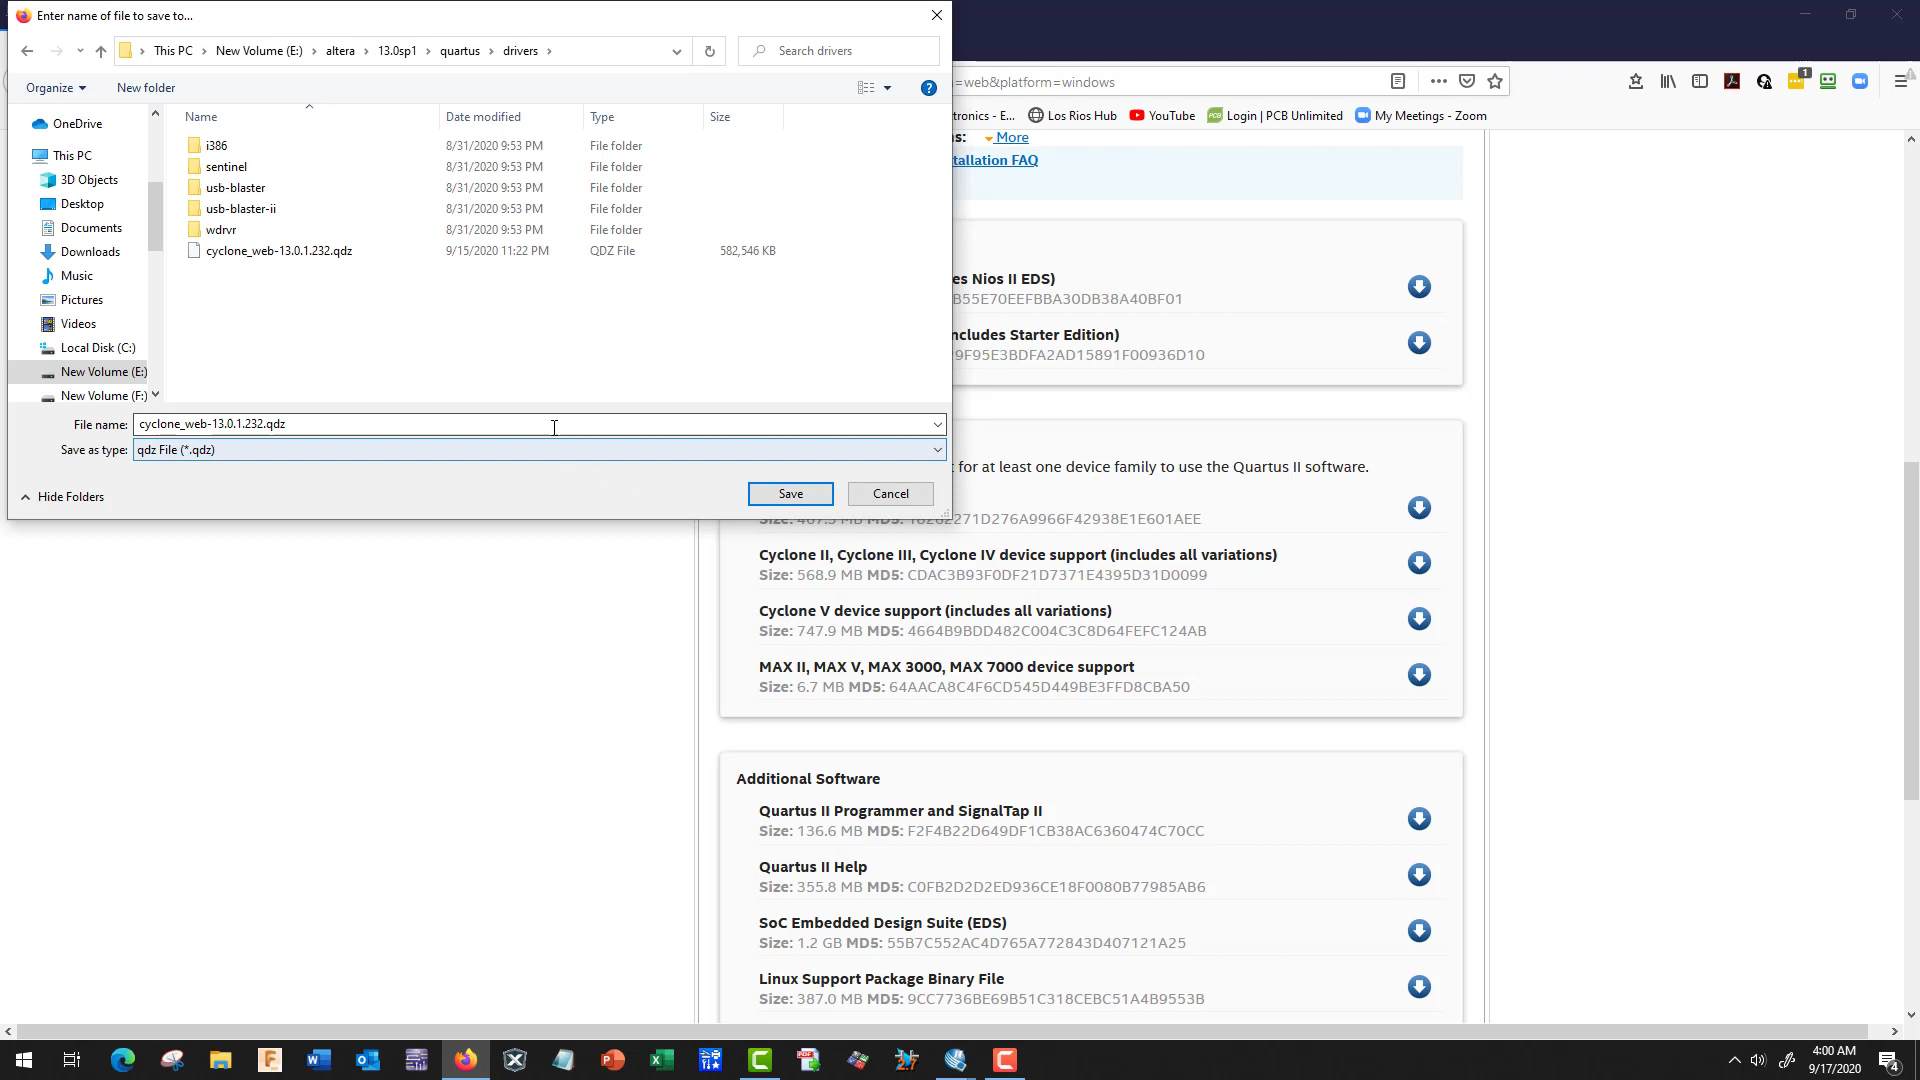 Enter name of file to save to...
This PC > New Volume (E:) > altera > 13.0sp1 > quartus > drivers >
Search drivers
Organize
New folder
Name
Date modified
Type
Size
OneDrive
This PC
3D Objects
Desktop
Documents
Downloads
Music
Pictures
Videos
Local Disk (C:)
New Volume (E:)
New Volume (F:)
i386 8/31/2020 9:53 PM File folder
sentinel 8/31/2020 9:53 PM File folder
usb-blaster 8/31/2020 9:53 PM File folder
usb-blaster-ii 8/31/2020 9:53 PM File folder
wdrvr 8/31/2020 9:53 PM File folder
cyclone_web-13.0.1.232.qdz 9/15/2020 11:22 PM QDZ File 582,546 KB
File name: cyclone_web-13.0.1.232.qdz
Save as type: qdz File (*.qdz)
Hide Folders
Save
Cancel
=web&platform=windows
1
tronics - E...
Los Rios Hub
YouTube
Login | PCB Unlimited
My Meetings - Zoom
ns: More
tallation FAQ
es Nios II EDS)
B55E70EEFBBA30DB38A40BF01
ncludes Starter Edition)
9F95E3BDFA2AD15891F00936D10
for at least one device family to use the Quartus II software.
271D276A9966F42938E1E601AEE
Cyclone II, Cyclone III, Cyclone IV device support (includes all variations)
Size: 568.9 MB MD5: CDAC3B93F0DF21D7371E4395D31D0099
Cyclone V device support (includes all variations)
Size: 747.9 MB MD5: 4664B9BDD482C004C3C8D64FEFC124AB
MAX II, MAX V, MAX 3000, MAX 7000 device support
Size: 6.7 MB MD5: 64AACA8C4F6CD545D449BE3FFD8CBA50
Additional Software
Quartus II Programmer and SignalTap II
Size: 136.6 MB MD5: F2F4B22D649DF1CB38AC6360474C70CC
Quartus II Help
Size: 355.8 MB MD5: C0FB2D2D2ED936CE18F0080B77985AB6
SoC Embedded Design Suite (EDS)
Size: 1.2 GB MD5: 55B7C552AC4D765A772843D407121A25
Linux Support Package Binary File
Size: 387.0 MB MD5: 9CC7736BE69B51C318CEBC51A4B9553B
4:00 AM
9/17/2020
4